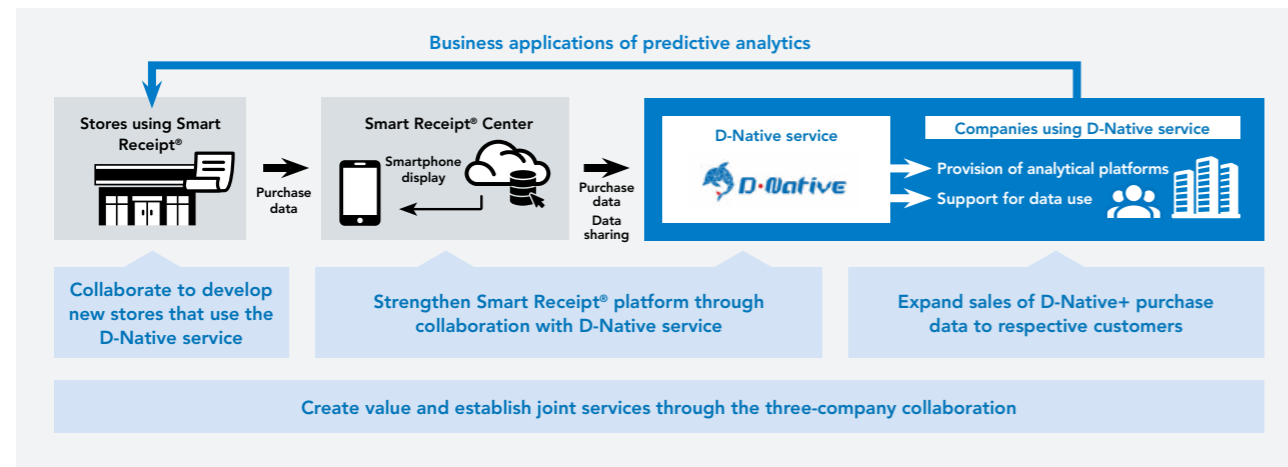 Business applications of predictive analytics
Stores using Smart
Receipt®
Purchase
data
Smart Receipt® Center
Smartphone
display
Purchase
data
Data
sharing
D-Native service
D·Native
Companies using D-Native service
Provision of analytical platforms
Support for data use
Collaborate to develop
new stores that use the
D-Native service
Strengthen Smart Receipt® platform through
collaboration with D-Native service
Expand sales of D-Native+ purchase
data to respective customers
Create value and establish joint services through the three-company collaboration